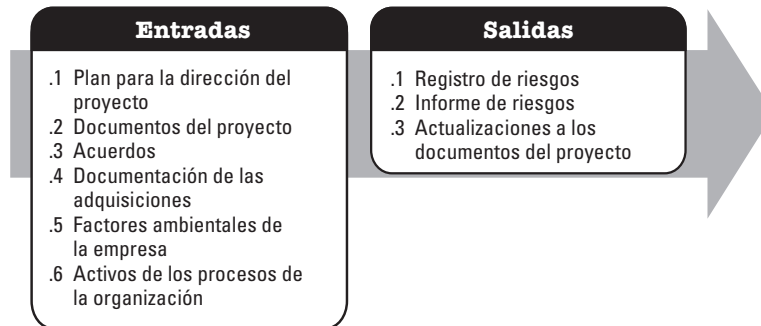 Entradas
.1 Plan para la dirección del
proyecto
.2 Documentos del proyecto
.3 Acuerdos
.4 Documentación de las
adquisiciones
.5 Factores ambientales de
la empresa
.6 Activos de los procesos de
la organización
Salidas
.1 Registro de riesgos
.2 Informe de riesgos
.3 Actualizaciones a los
documentos del proyecto